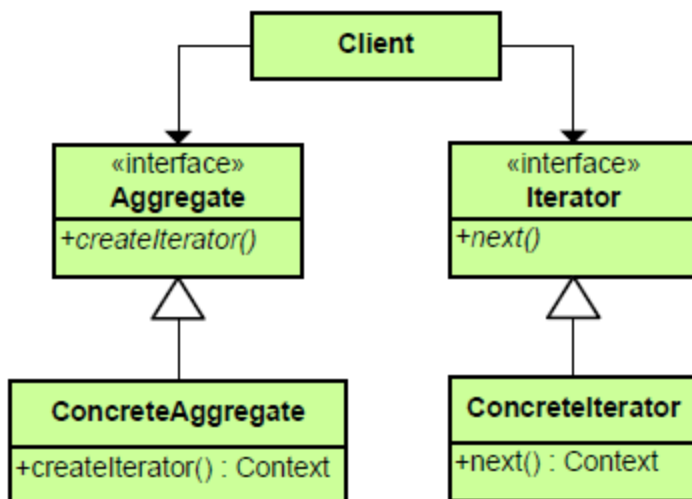 Client
«interface»
Aggregate
+createIterator()
«interface»
Iterator
+next()
ConcreteAggregate
+createIterator() : Context
ConcreteIterator
+next() : Context